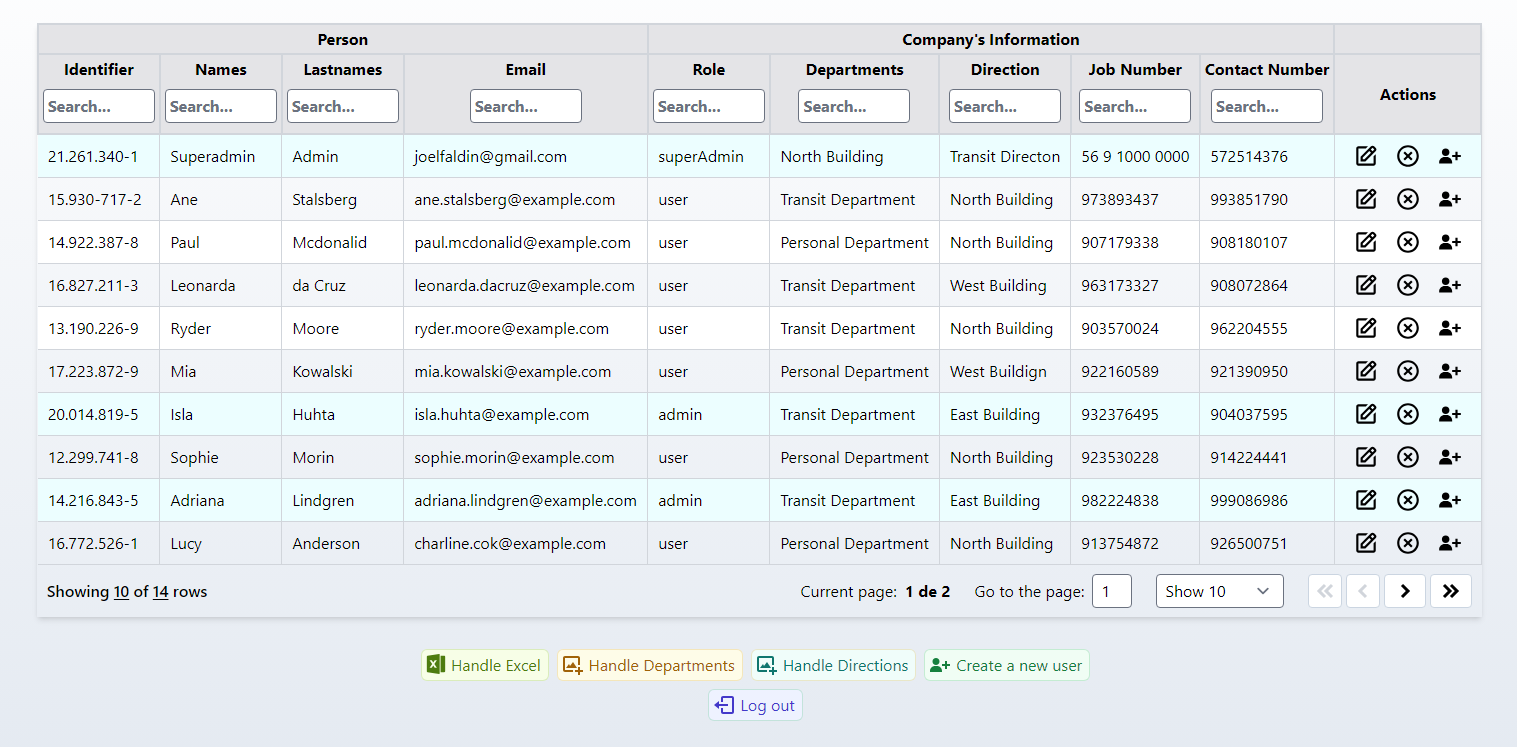 Person Company's Information
Identifier Names Lastnames Email Role Departments Direction Job Number Contact Number Actions
Search... Search... Search... Search... Search... Search... Search... Search... Search...
21.261.340-1 Superadmin Admin joelfaldin@gmail.com superAdmin North Building Transit Directon 56 9 1000 0000 572514376
15.930-717-2 Ane Stalsberg ane.stalsberg@example.com user Transit Department North Building 973893437 993851790
14.922.387-8 Paul Mcdonalid paul.mcdonalid@example.com user Personal Department North Building 907179338 908180107
16.827.211-3 Leonarda da Cruz leonarda.dacruz@example.com user Transit Department West Building 963173327 908072864
13.190.226-9 Ryder Moore ryder.moore@example.com user Transit Department North Building 903570024 962204555
17.223.872-9 Mia Kowalski mia.kowalski@example.com user Personal Department West Buildign 922160589 921390950
20.014.819-5 Isla Huhta isla.huhta@example.com admin Transit Department East Building 932376495 904037595
12.299.741-8 Sophie Morin sophie.morin@example.com user Personal Department North Building 923530228 914224441
14.216.843-5 Adriana Lindgren adriana.lindgren@example.com admin Transit Department East Building 982224838 999086986
16.772.526-1 Lucy Anderson charline.cok@example.com user Personal Department North Building 913754872 926500751
Showing 10 of 14 rows Current page: 1 de 2 Go to the page: 1 Show 10
Handle Excel Handle Departments Handle Directions Create a new user
Log out